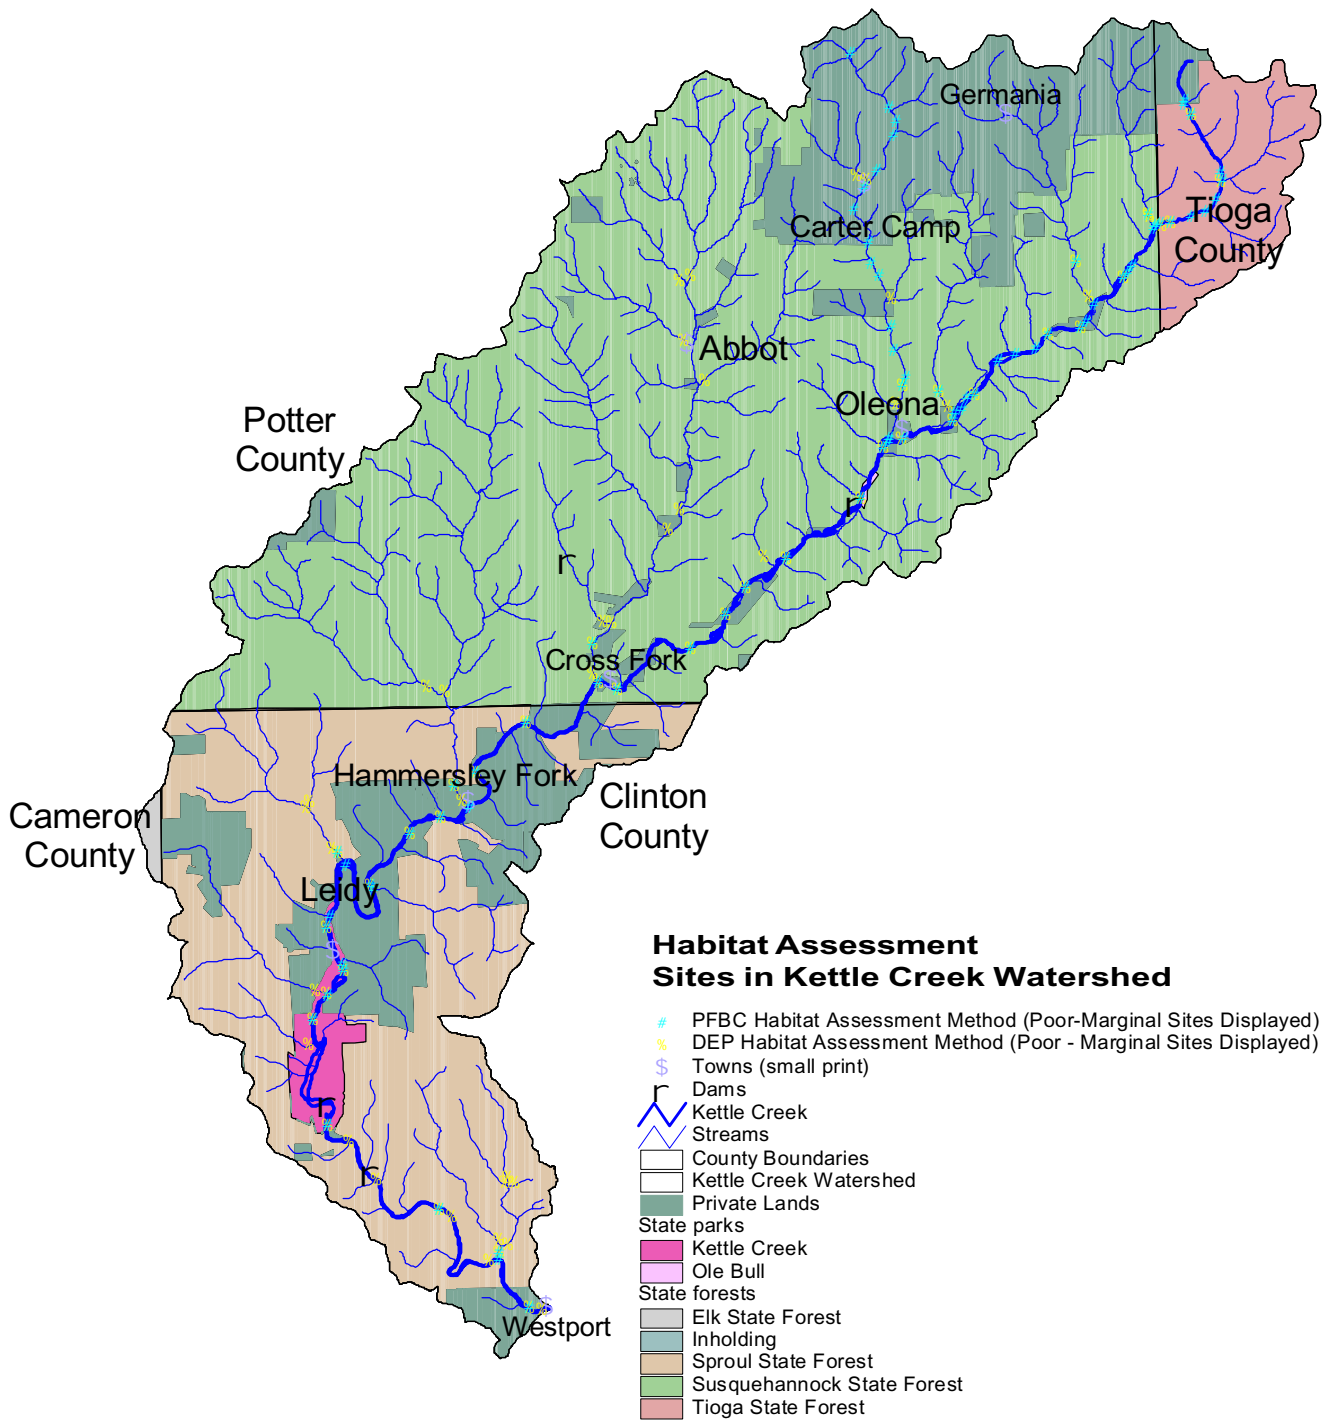 Germania
Carter Camp
Tioga
County
Abbot
Oleona
Potter
County
r
r
Cross Fork
Hammersley Fork
Clinton
County
Cameron
County
Leidy
r
r
Westport
Habitat Assessment
Sites in Kettle Creek Watershed
# PFBC Habitat Assessment Method (Poor-Marginal Sites Displayed)
% DEP Habitat Assessment Method (Poor - Marginal Sites Displayed)
$ Towns (small print)
r Dams
Kettle Creek
Streams
County Boundaries
Kettle Creek Watershed
Private Lands
State parks
Kettle Creek
Ole Bull
State forests
Elk State Forest
Inholding
Sproul State Forest
Susquehannock State Forest
Tioga State Forest